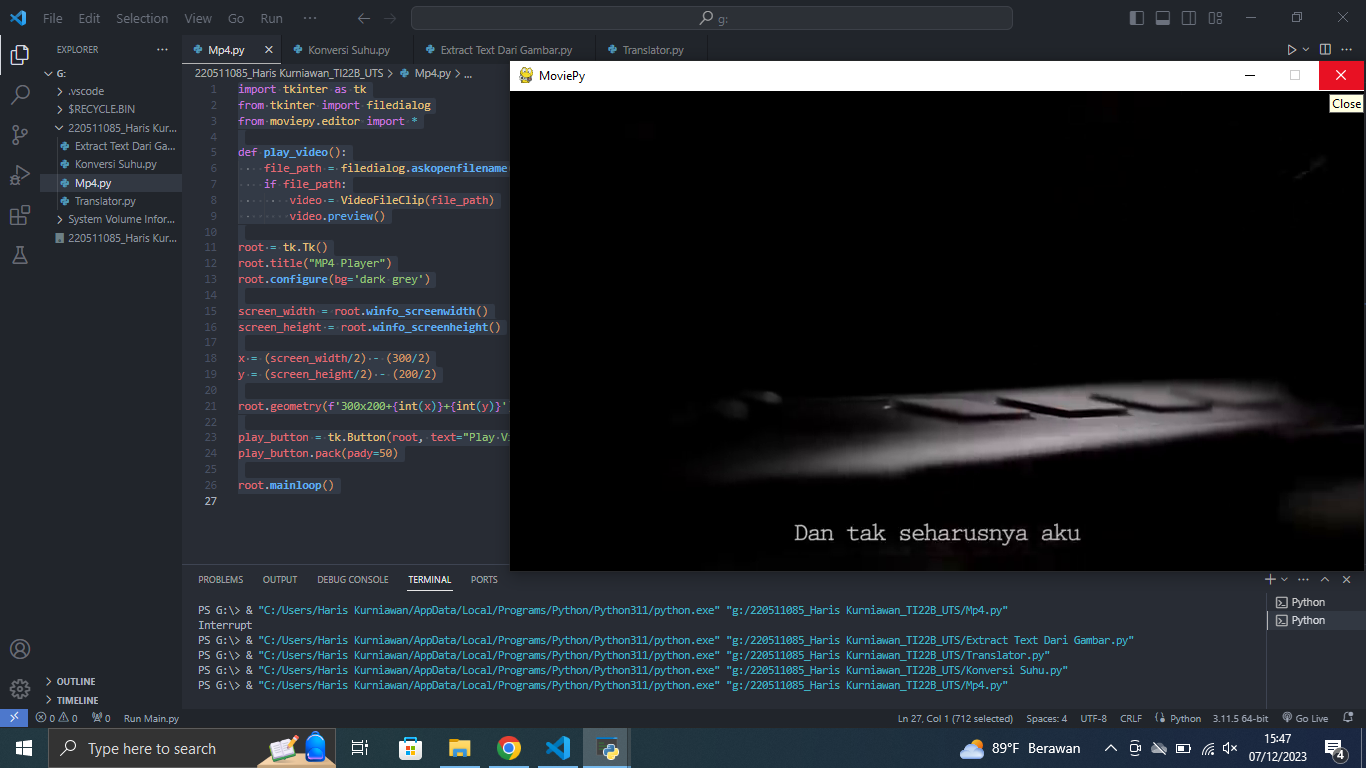 File Edit Selection View Go Run ···
g:
EXPLORER ···
G:
.vscode
$RECYCLE.BIN
220511085_Haris Kur...
Extract Text Dari Ga...
Konversi Suhu.py
Mp4.py
Translator.py
System Volume Infor...
220511085_Haris Kur...
Mp4.py Konversi Suhu.py Extract Text Dari Gambar.py Translator.py
220511085_Haris Kurniawan_TI22B_UTS > Mp4.py > ...
1 import tkinter as tk
2 from tkinter import filedialog
3 from moviepy.editor import *
4
5 def play_video():
6 file_path = filedialog.askopenfilename
7 if file_path:
8 video = VideoFileClip(file_path)
9 video.preview()
10
11 root = tk.Tk()
12 root.title("MP4 Player")
13 root.configure(bg='dark grey')
14
15 screen_width = root.winfo_screenwidth()
16 screen_height = root.winfo_screenheight()
17
18 x = (screen_width/2) - (300/2)
19 y = (screen_height/2) - (200/2)
20
21 root.geometry(f'300x200+{int(x)}+{int(y)}'
22
23 play_button = tk.Button(root, text="Play Vi
24 play_button.pack(pady=50)
25
26 root.mainloop()
27
MoviePy
Close
Dan tak seharusnya aku
PROBLEMS OUTPUT DEBUG CONSOLE TERMINAL PORTS
PS G:\> & "C:/Users/Haris Kurniawan/AppData/Local/Programs/Python/Python311/python.exe" "g:/220511085_Haris Kurniawan_TI22B_UTS/Mp4.py"
Interrupt
PS G:\> & "C:/Users/Haris Kurniawan/AppData/Local/Programs/Python/Python311/python.exe" "g:/220511085_Haris Kurniawan_TI22B_UTS/Extract Text Dari Gambar.py"
PS G:\> & "C:/Users/Haris Kurniawan/AppData/Local/Programs/Python/Python311/python.exe" "g:/220511085_Haris Kurniawan_TI22B_UTS/Translator.py"
PS G:\> & "C:/Users/Haris Kurniawan/AppData/Local/Programs/Python/Python311/python.exe" "g:/220511085_Haris Kurniawan_TI22B_UTS/Konversi Suhu.py"
PS G:\> & "C:/Users/Haris Kurniawan/AppData/Local/Programs/Python/Python311/python.exe" "g:/220511085_Haris Kurniawan_TI22B_UTS/Mp4.py"
Python
Python
OUTLINE
TIMELINE
0 0 0 Run Main.py Ln 27, Col 1 (712 selected) Spaces: 4 UTF-8 CRLF Python 3.11.5 64-bit Go Live
Type here to search
89°F Berawan
15:47
07/12/2023
4